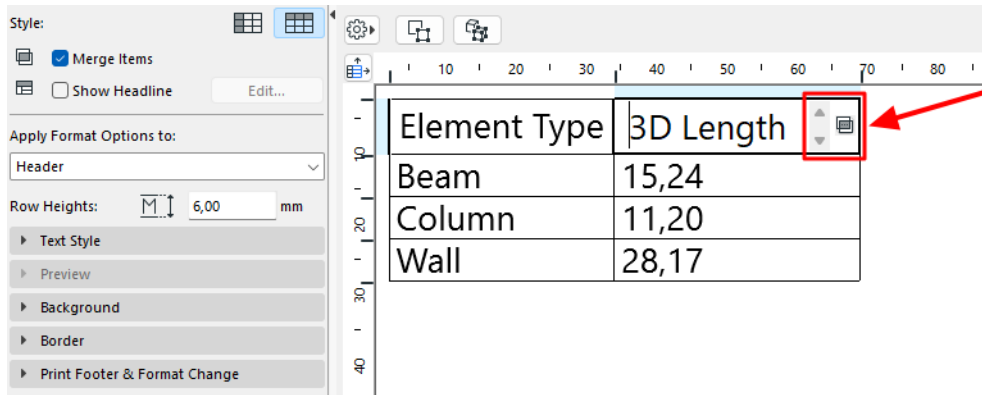 Style:
Merge Items
Show Headline
Edit...
Apply Format Options to:
Header
Row Heights:
M
6,00
mm
Text Style
Preview
Background
Border
Print Footer & Format Change
10 20 30 40 50 60 70 80
10
20
30
40
Element Type 3D Length
Beam 15,24
Column 11,20
Wall 28,17